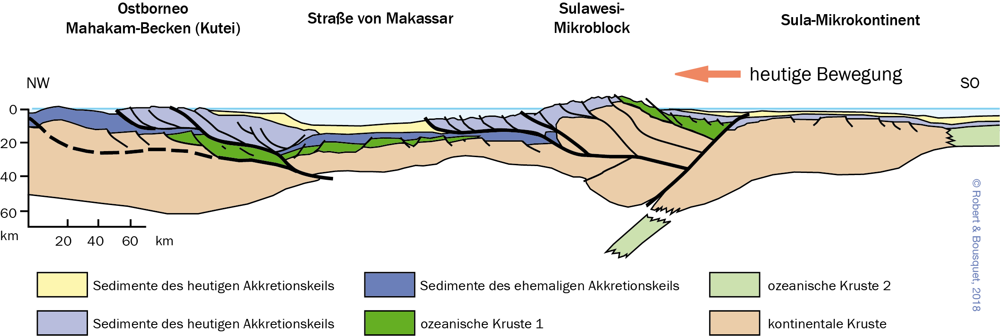 Ostborneo
Mahakam-Becken (Kutei)
Straße von Makassar
Sulawesi-
Mikroblock
Sula-Mikrokontinent
heutige Bewegung
NW
SO
0
20
40
60
km
20 40 60 km
© Robert & Bousquet, 2018
Sedimente des heutigen Akkretionskeils
Sedimente des ehemaligen Akkretionskeils
ozeanische Kruste 2
Sedimente des heutigen Akkretionskeils
ozeanische Kruste 1
kontinentale Kruste